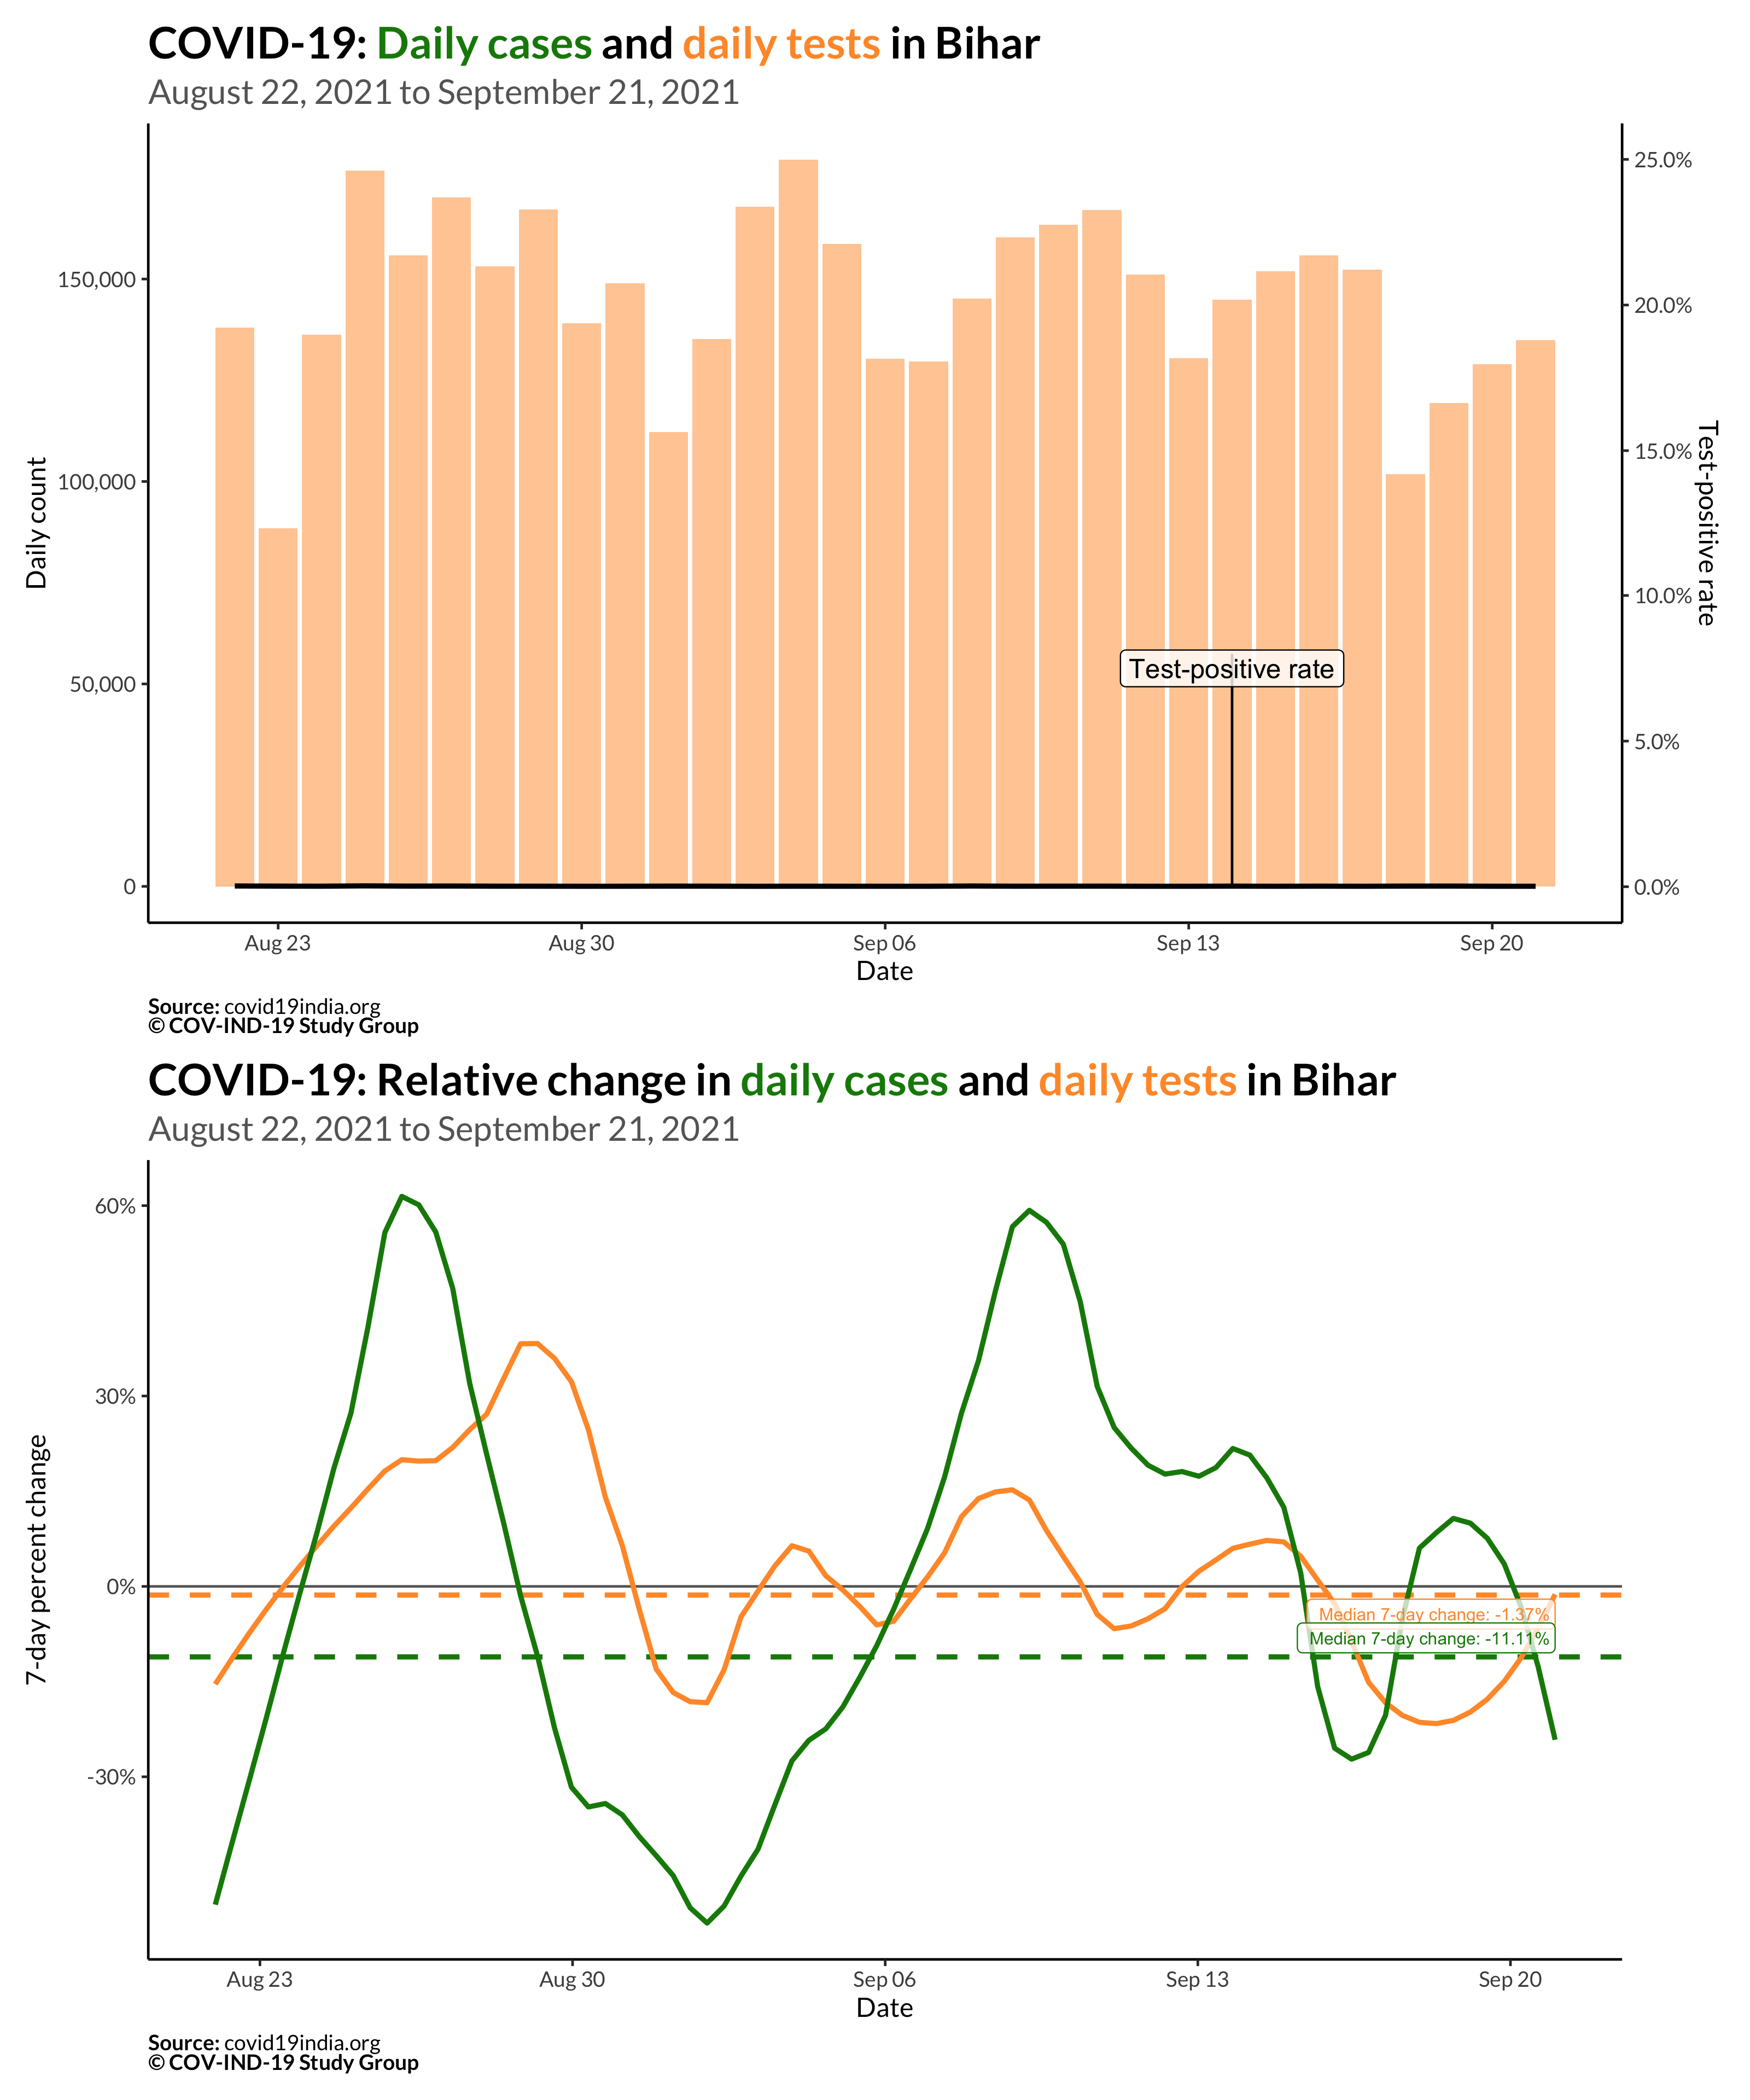 COVID-19: Daily cases and daily tests in Bihar
August 22, 2021 to September 21, 2021
Daily count
150,000
100,000
50,000
0
25.0%
20.0%
15.0%
10.0%
5.0%
0.0%
Test-positive rate
Test-positive rate
Aug 23
Aug 30
Sep 06
Sep 13
Sep 20
Date
Source: covid19india.org
© COV-IND-19 Study Group
COVID-19: Relative change in daily cases and daily tests in Bihar
August 22, 2021 to September 21, 2021
7-day percent change
60%
30%
0%
-30%
Median 7-day change: -1.37%
Median 7-day change: -11.11%
Aug 23
Aug 30
Sep 06
Sep 13
Sep 20
Date
Source: covid19india.org
© COV-IND-19 Study Group